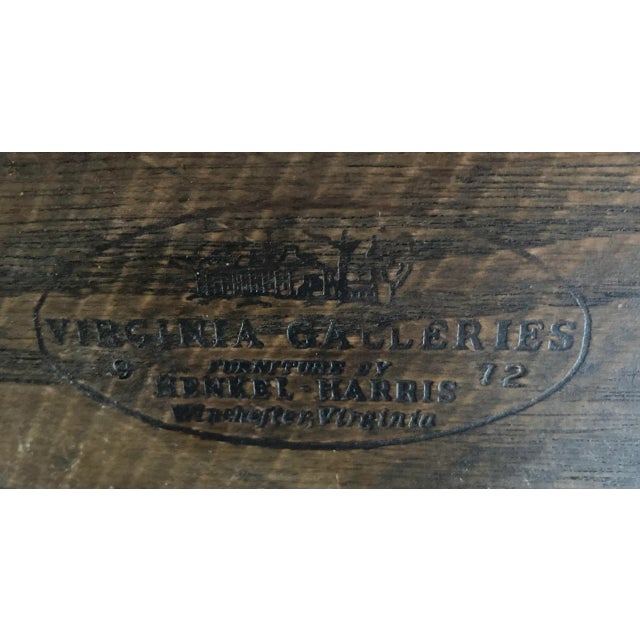 VIRGINIA GALLERIES
9 FURNITURE BY 72
HENKEL-HARRIS
Winchester, Virginia